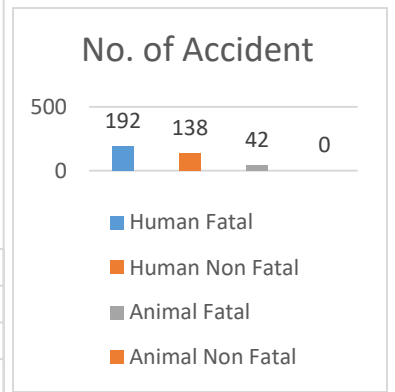 No. of Accident
500
192 138 42 0
0
Human Fatal
Human Non Fatal
Animal Fatal
Animal Non Fatal